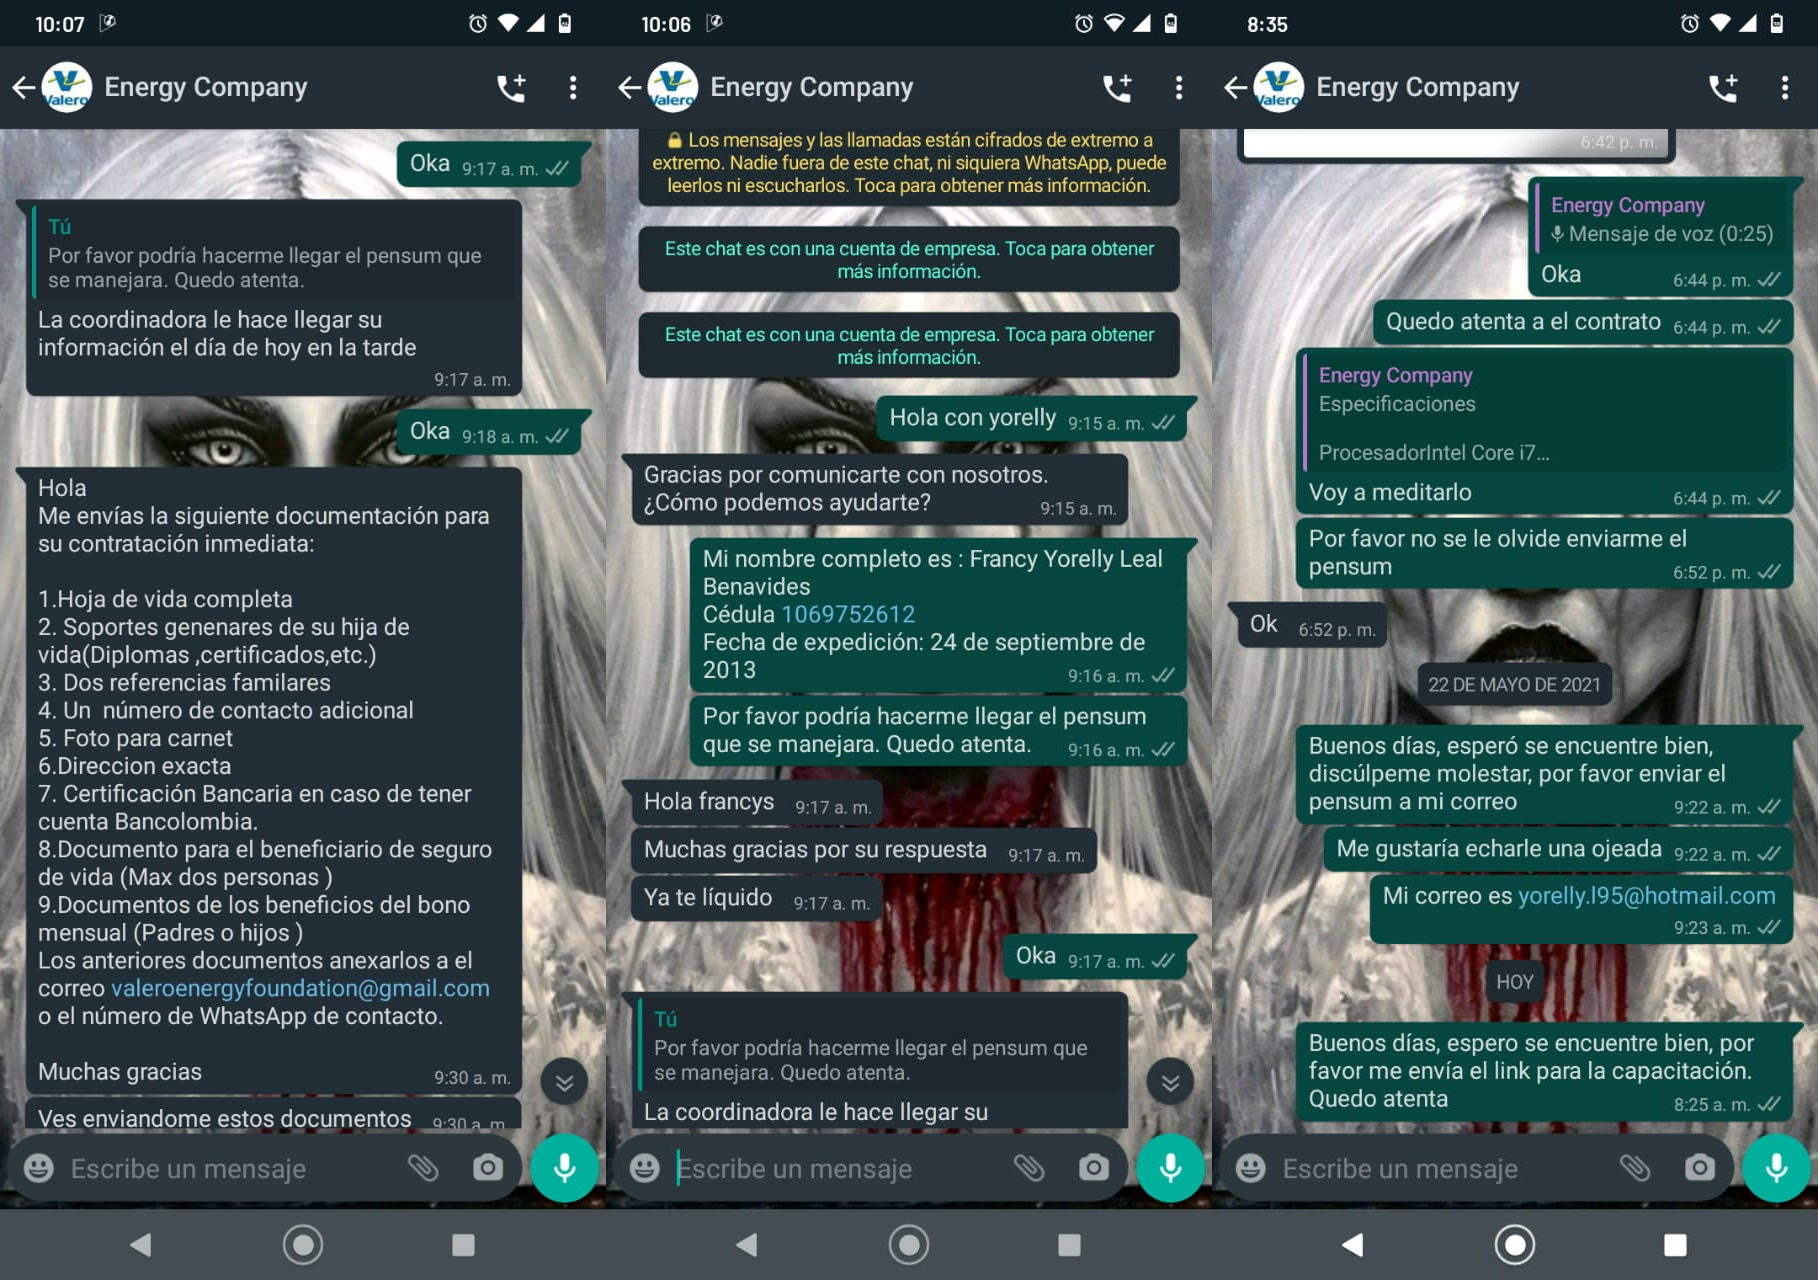 10:07
Valero
Energy Company
Oka 9:17 a. m.
Tú
Por favor podría hacerme llegar el pensum que
se manejara. Quedo atenta.
La coordinadora le hace llegar su
información el día de hoy en la tarde
9:17 a. m.
Oka 9:18 a. m.
Hola
Me envías la siguiente documentación para
su contratación inmediata:
1.Hoja de vida completa
2. Soportes genenares de su hija de
vida(Diplomas ,certificados,etc.)
3. Dos referencias familares
4. Un número de contacto adicional
5. Foto para carnet
6.Direccion exacta
7. Certificación Bancaria en caso de tener
cuenta Bancolombia.
8.Documento para el beneficiario de seguro
de vida (Max dos personas )
9.Documentos de los beneficios del bono
mensual (Padres o hijos )
Los anteriores documentos anexarlos a el
correo valeroenergyfoundation@gmail.com
o el número de WhatsApp de contacto.
Muchas gracias 9:30 a. m.
Ves enviandome estos documentos 9:30 a. m.
Escribe un mensaje
10:06
Valero
Energy Company
Los mensajes y las llamadas están cifrados de extremo a
extremo. Nadie fuera de este chat, ni siquiera WhatsApp, puede
leerlos ni escucharlos. Toca para obtener más información.
Este chat es con una cuenta de empresa. Toca para obtener
más información.
Este chat es con una cuenta de empresa. Toca para obtener
más información.
Hola con yorelly 9:15 a. m.
Gracias por comunicarte con nosotros.
¿Cómo podemos ayudarte? 9:15 a. m.
Mi nombre completo es : Francy Yorelly Leal
Benavides
Cédula 1069752612
Fecha de expedición: 24 de septiembre de
2013 9:16 a. m.
Por favor podría hacerme llegar el pensum
que se manejara. Quedo atenta. 9:16 a. m.
Hola francys 9:17 a. m.
Muchas gracias por su respuesta 9:17 a. m.
Ya te líquido 9:17 a. m.
Oka 9:17 a. m.
Tú
Por favor podría hacerme llegar el pensum que
se manejara. Quedo atenta.
La coordinadora le hace llegar su
Escribe un mensaje
8:35
Valero
Energy Company
6:42 p. m.
Energy Company
Mensaje de voz (0:25)
Oka 6:44 p. m.
Quedo atenta a el contrato 6:44 p. m.
Energy Company
Especificaciones
ProcesadorIntel Core i7...
Voy a meditarlo 6:44 p. m.
Por favor no se le olvide enviarme el
pensum 6:52 p. m.
Ok 6:52 p. m.
22 DE MAYO DE 2021
Buenos días, esperó se encuentre bien,
discúlpeme molestar, por favor enviar el
pensum a mi correo 9:22 a. m.
Me gustaría echarle una ojeada 9:22 a. m.
Mi correo es yorelly.l95@hotmail.com
9:23 a. m.
HOY
Buenos días, espero se encuentre bien, por
favor me envía el link para la capacitación.
Quedo atenta 8:25 a. m.
Escribe un mensaje